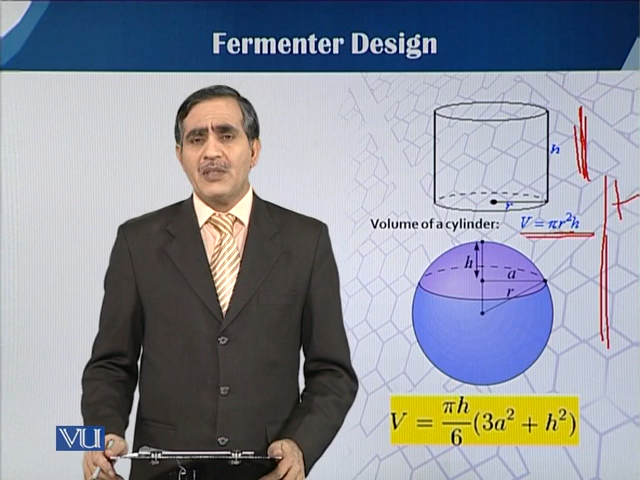 Fermenter Design
h
r
Volume of a cylinder: V = πr²h
h
a
r
V = πh/6 (3a² + h²)
VU